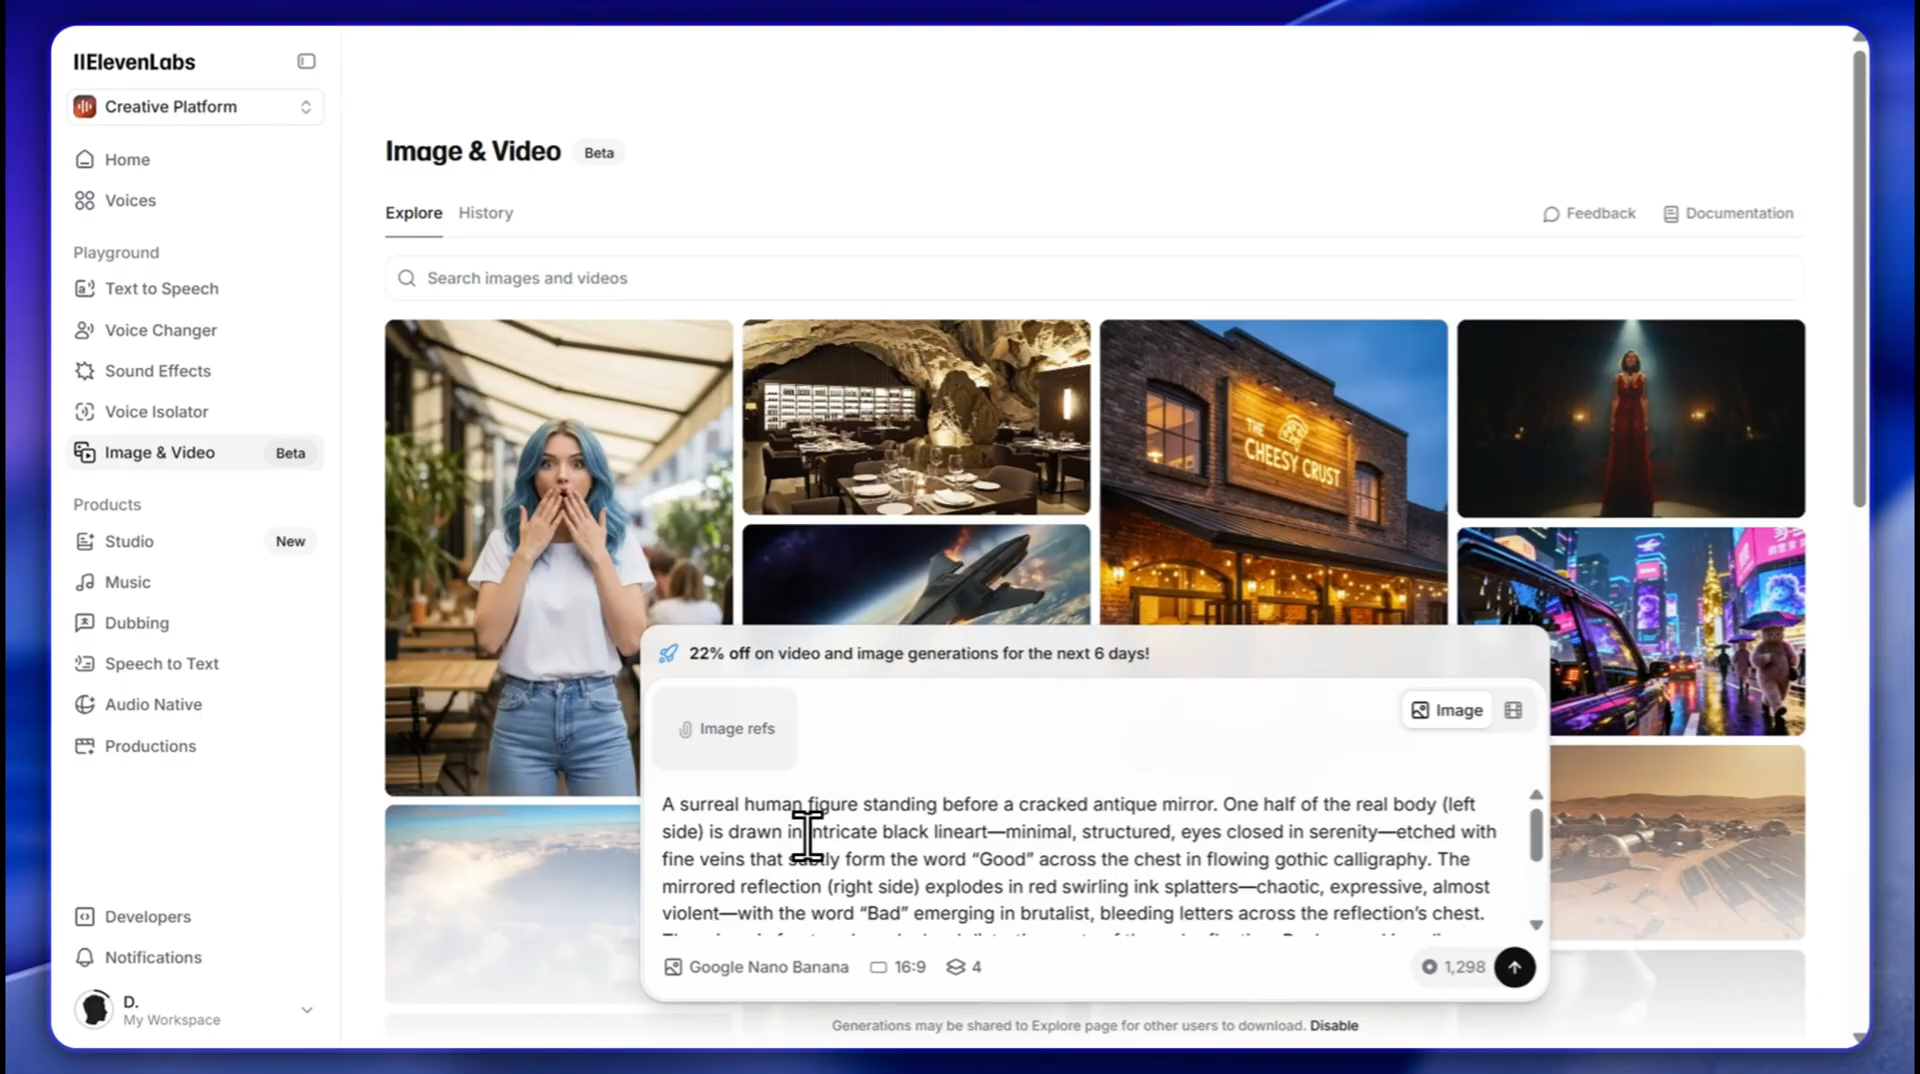 IIElevenLabs
Creative Platform
Home
Voices
Playground
Text to Speech
Voice Changer
Sound Effects
Voice Isolator
Image & Video Beta
Products
Studio New
Music
Dubbing
Speech to Text
Audio Native
Productions
Developers
Notifications
D.
My Workspace
Image & Video Beta
Explore History
Feedback Documentation
Search images and videos
THE
CHEESY CRUST
22% off on video and image generations for the next 6 days!
Image refs
Image
A surreal human figure standing before a cracked antique mirror. One half of the real body (left
side) is drawn in intricate black lineart—minimal, structured, eyes closed in serenity—etched with
fine veins that subtly form the word “Good” across the chest in flowing gothic calligraphy. The
mirrored reflection (right side) explodes in red swirling ink splatters—chaotic, expressive, almost
violent—with the word “Bad” emerging in brutalist, bleeding letters across the reflection’s chest.
Google Nano Banana 16:9 4
1,298
Generations may be shared to Explore page for other users to download. Disable